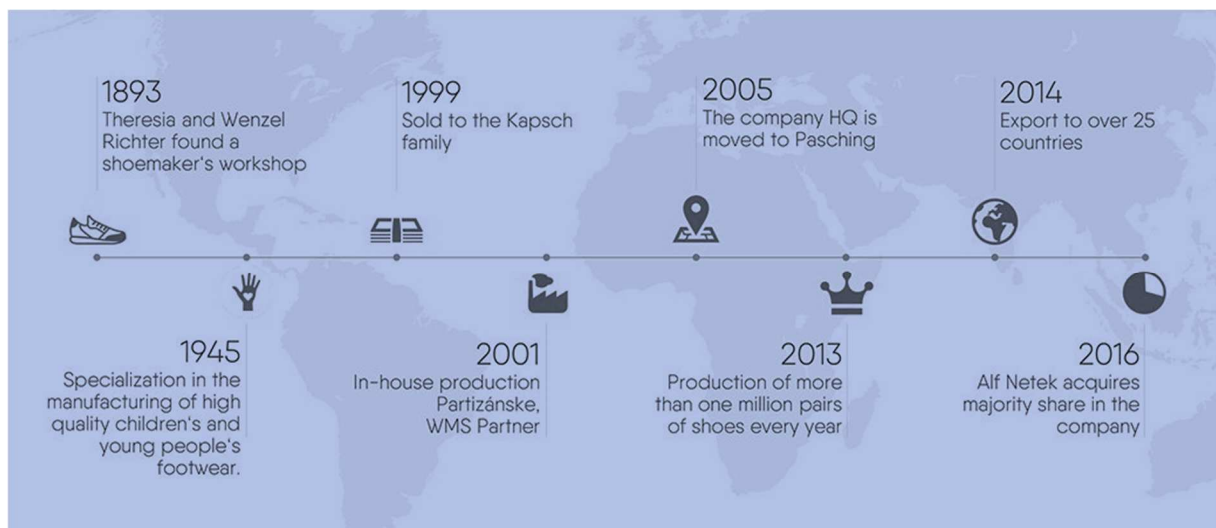 1893
Theresia and Wenzel
Richter found a
shoemaker's workshop
1999
Sold to the Kapsch
family
2005
The company HQ is
moved to Pasching
2014
Export to over 25
countries
1945
Specialization in the
manufacturing of high
quality children's and
young people's
footwear.
2001
In-house production
Partizánske,
WMS Partner
2013
Production of more
than one million pairs
of shoes every year
2016
Alf Netek acquires
majority share in the
company